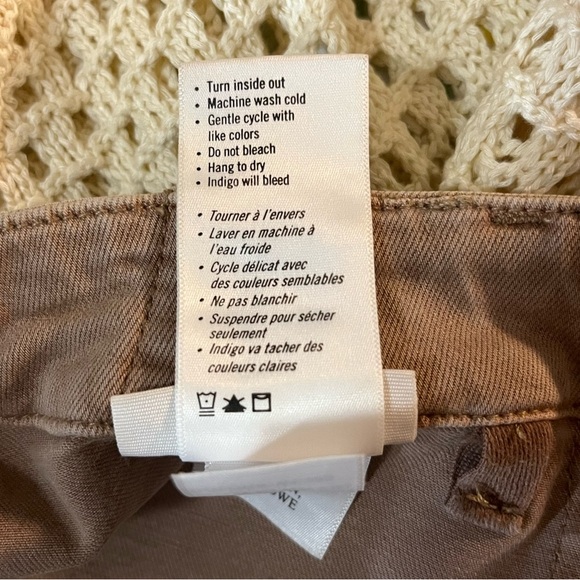 • Turn inside out
• Machine wash cold
• Gentle cycle with
like colors
• Do not bleach
• Hang to dry
• Indigo will bleed
• Tourner à l'envers
• Laver en machine à
l'eau froide
• Cycle délicat avec
des couleurs semblables
• Ne pas blanchir
• Suspendre pour sécher
seulement
• Indigo va tacher des
couleurs claires